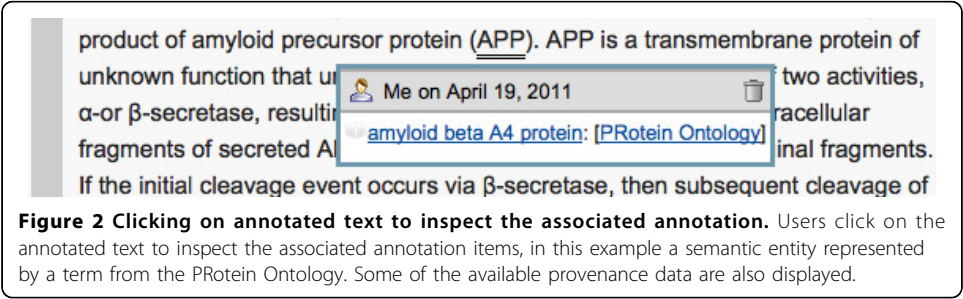 product of amyloid precursor protein (APP). APP is a transmembrane protein of
unknown function that un two activities,
Me on April 19, 2011
α-or β-secretase, resultin racellular
amyloid beta A4 protein: [PRotein Ontology]
fragments of secreted inal fragments.
If the initial cleavage event occurs via β-secretase, then subsequent cleavage of
Figure 2 Clicking on annotated text to inspect the associated annotation. Users click on the
annotated text to inspect the associated annotation items, in this example a semantic entity represented
by a term from the PRotein Ontology. Some of the available provenance data are also displayed.